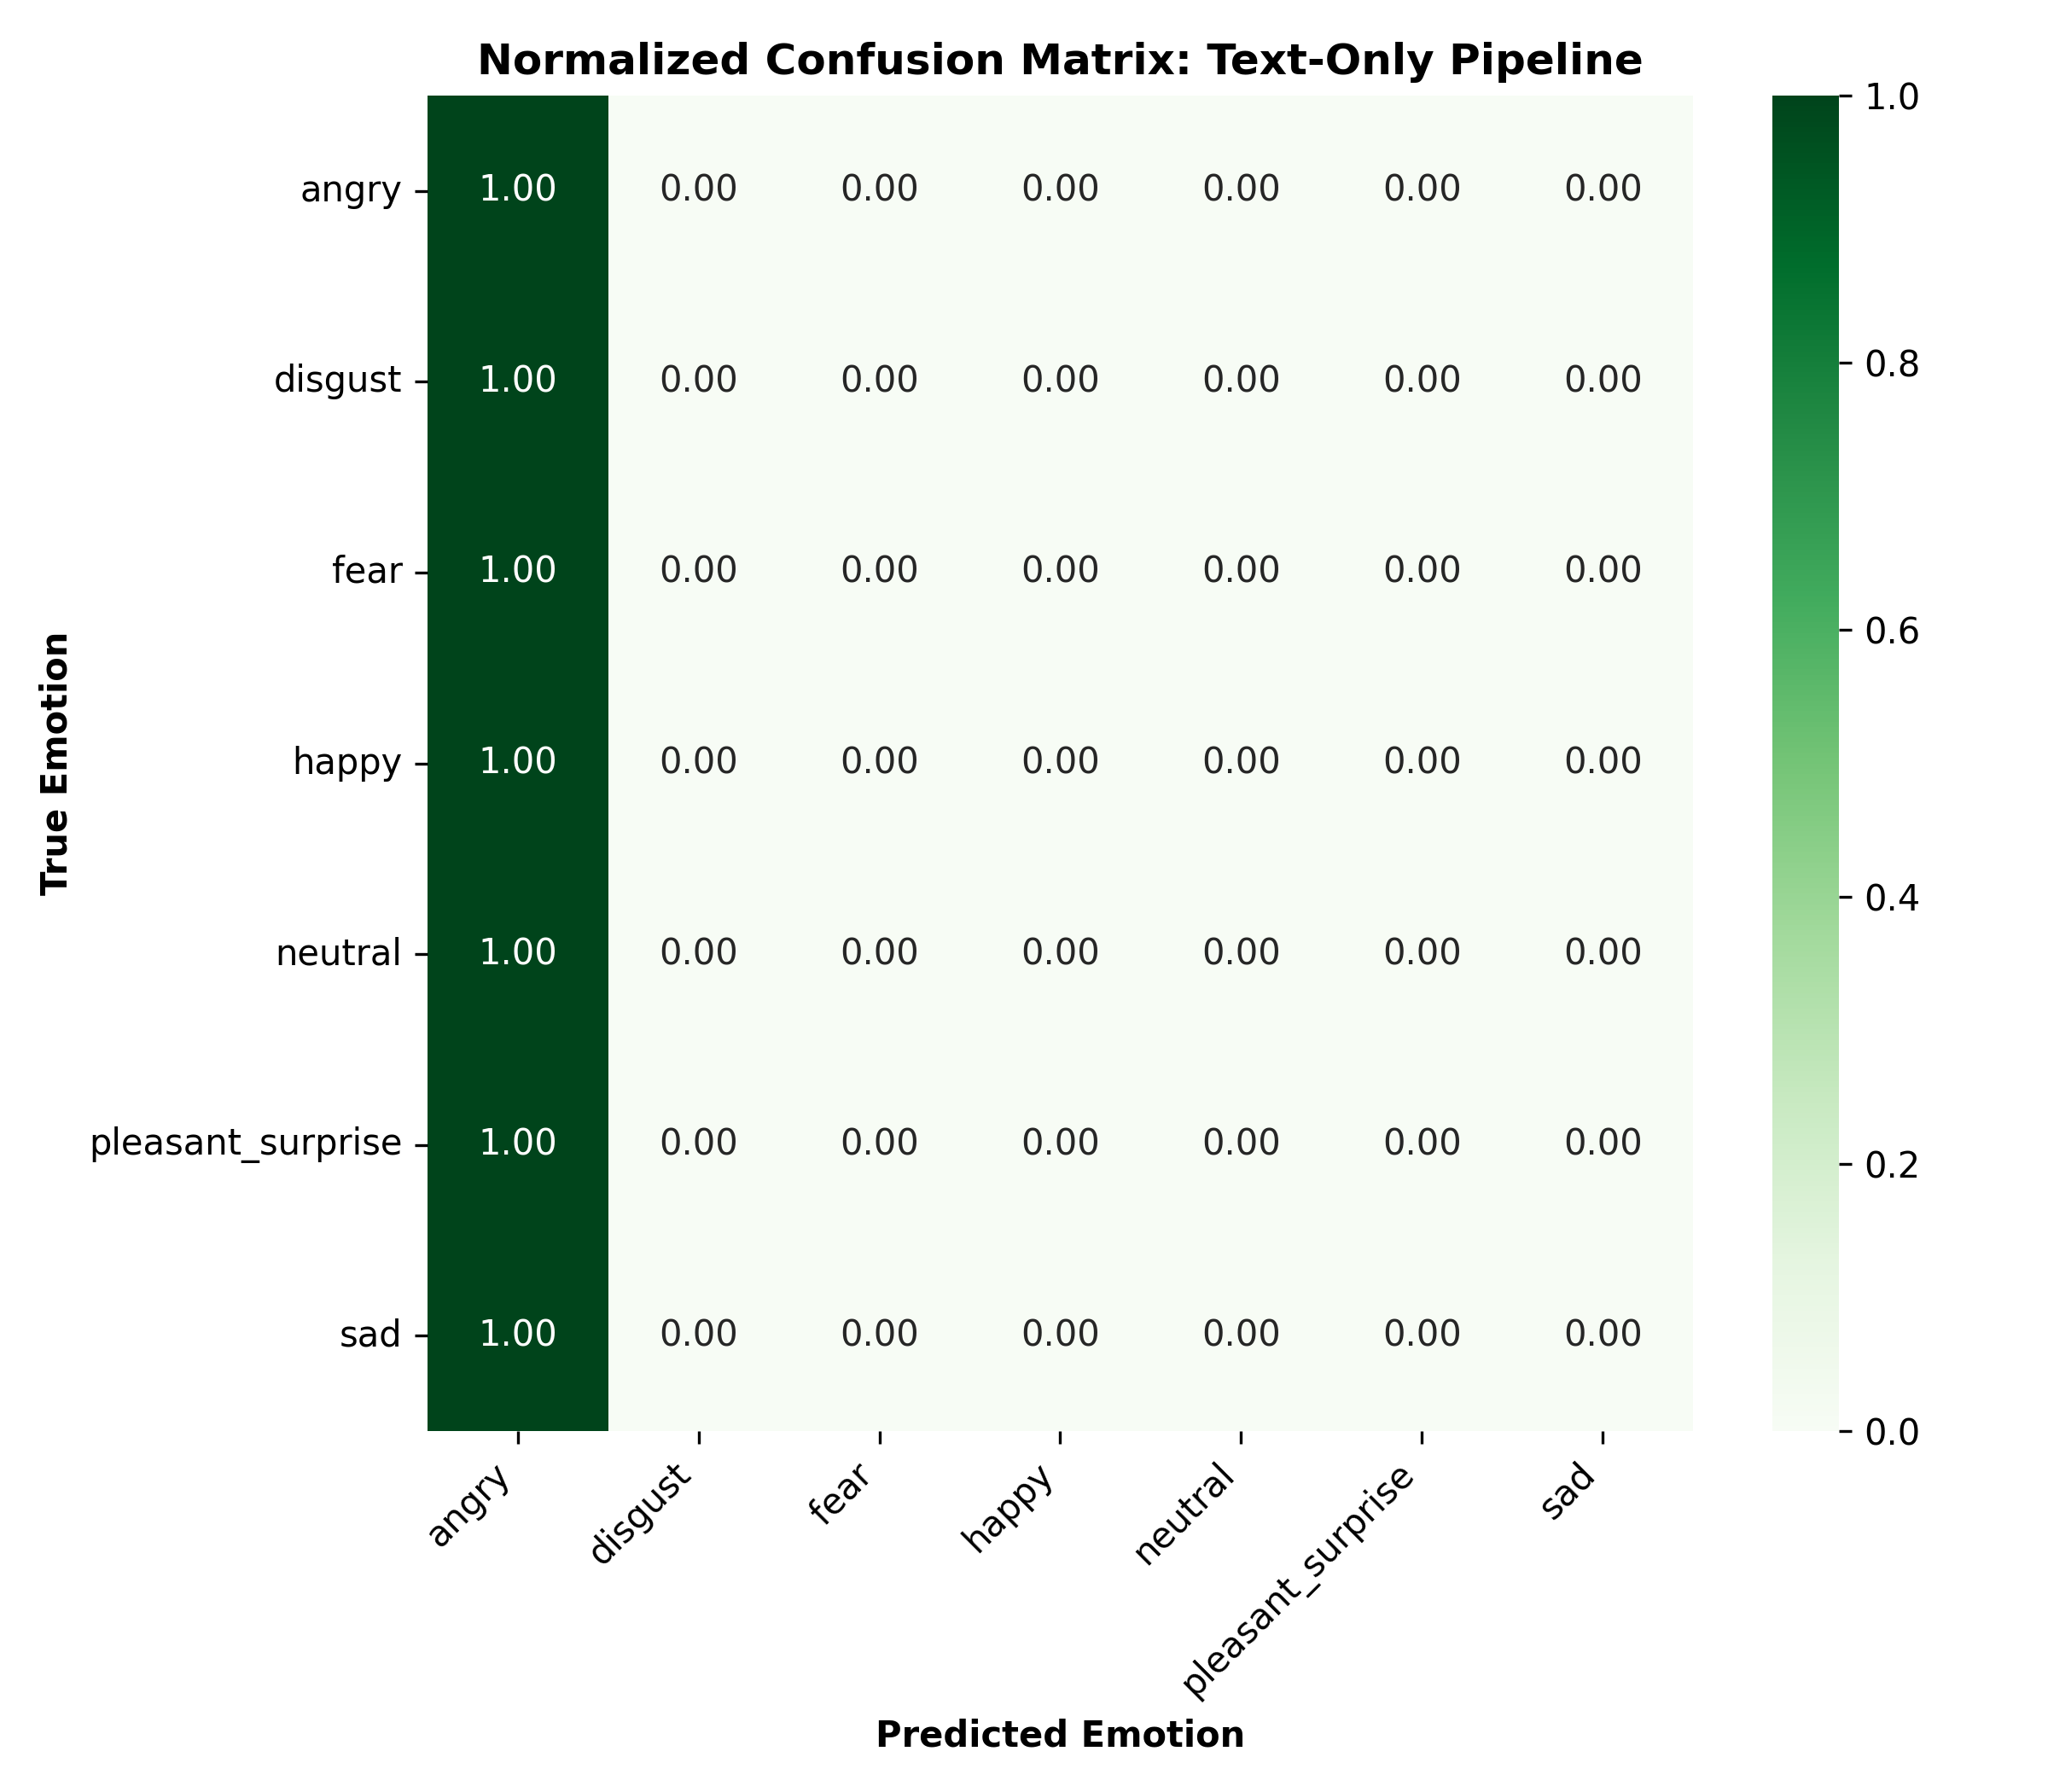 Normalized Confusion Matrix: Text-Only Pipeline
True Emotion
angry 1.00 0.00 0.00 0.00 0.00 0.00 0.00
disgust 1.00 0.00 0.00 0.00 0.00 0.00 0.00
fear 1.00 0.00 0.00 0.00 0.00 0.00 0.00
happy 1.00 0.00 0.00 0.00 0.00 0.00 0.00
neutral 1.00 0.00 0.00 0.00 0.00 0.00 0.00
pleasant_surprise 1.00 0.00 0.00 0.00 0.00 0.00 0.00
sad 1.00 0.00 0.00 0.00 0.00 0.00 0.00
angry disgust fear happy neutral pleasant_surprise sad
Predicted Emotion
1.0
0.8
0.6
0.4
0.2
0.0